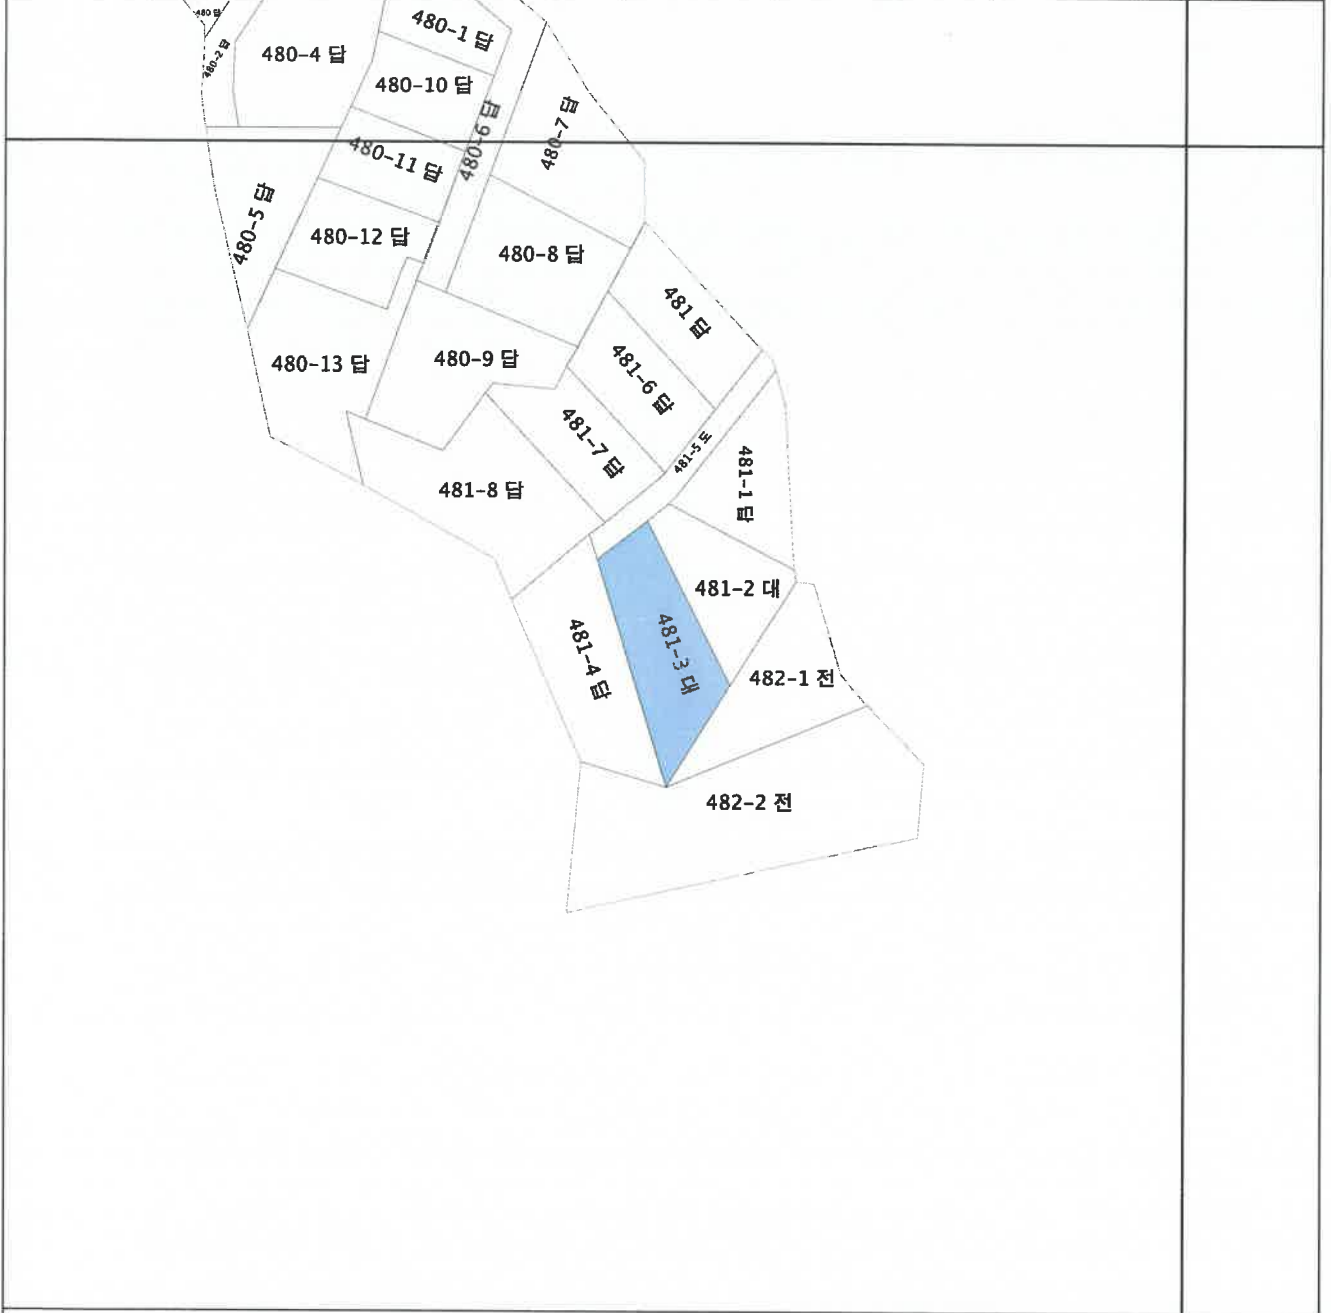 480 답
480-2 답
480-4 답
480-1 답
480-10 답
480-6 답
480-7 답
480-11 답
480-5 답
480-12 답
480-8 답
481 답
480-13 답
480-9 답
481-6 답
481-7 답
481-5 도
481-1 답
481-8 답
481-2 대
481-3 대
481-4 답
482-1 전
482-2 전